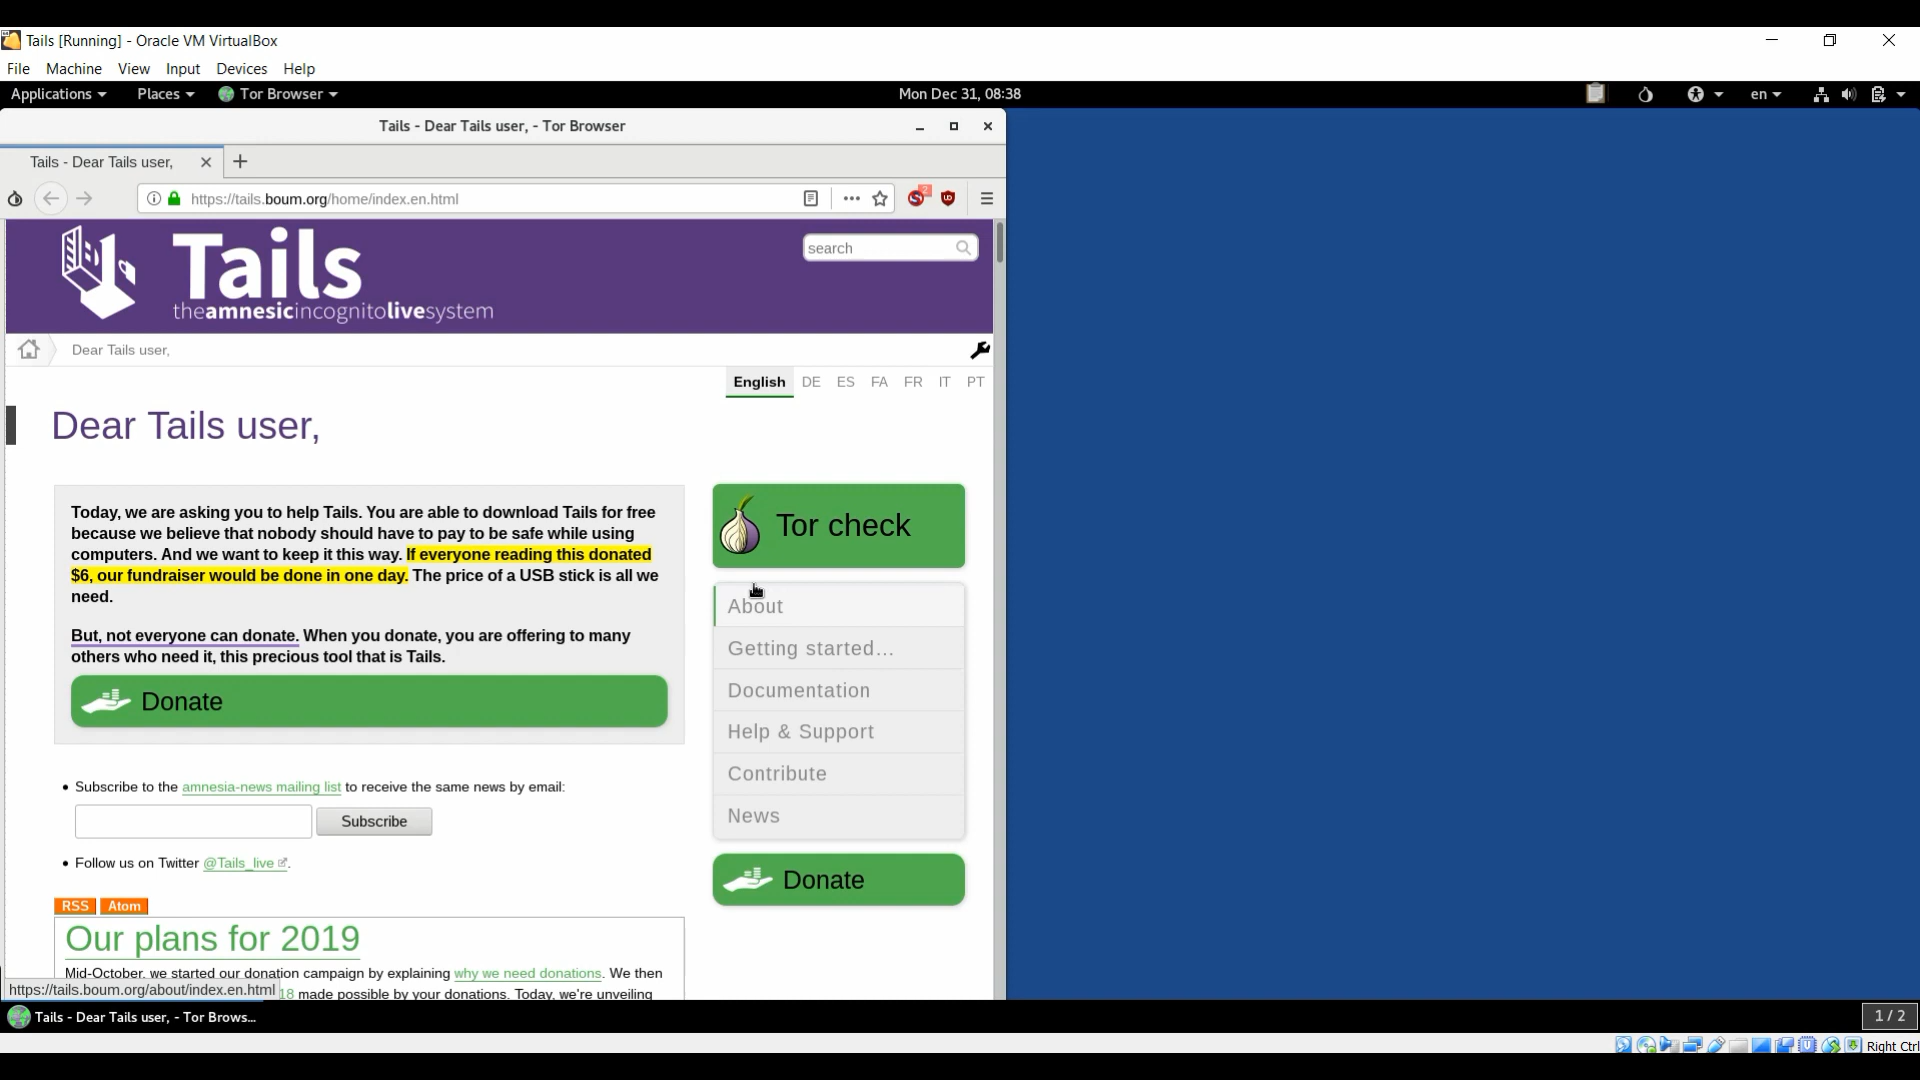 Tails [Running] - Oracle VM VirtualBox
File Machine View Input Devices Help
Applications Places Tor Browser Mon Dec 31, 08:38 en
Tails - Dear Tails user, - Tor Browser
Tails - Dear Tails user,
https://tails.boum.org/home/index.en.html 2
Tails
search
theamnesicincognitolivesystem
Dear Tails user,
English DE ES FA FR IT PT
Dear Tails user,
Today, we are asking you to help Tails. You are able to download Tails for free
because we believe that nobody should have to pay to be safe while using
computers. And we want to keep it this way. If everyone reading this donated
$6, our fundraiser would be done in one day. The price of a USB stick is all we
need.
But, not everyone can donate. When you donate, you are offering to many
others who need it, this precious tool that is Tails.
Donate
Subscribe to the amnesia-news mailing list to receive the same news by email:
Subscribe
Follow us on Twitter @Tails_live.
RSS Atom
Our plans for 2019
Mid-October, we started our donation campaign by explaining why we need donations. We then
18 made possible by your donations. Today, we're unveiling
Tor check
About
Getting started...
Documentation
Help & Support
Contribute
News
Donate
https://tails.boum.org/about/index.en.html
Tails - Dear Tails user, - Tor Brows...
1 / 2
Right Ctrl